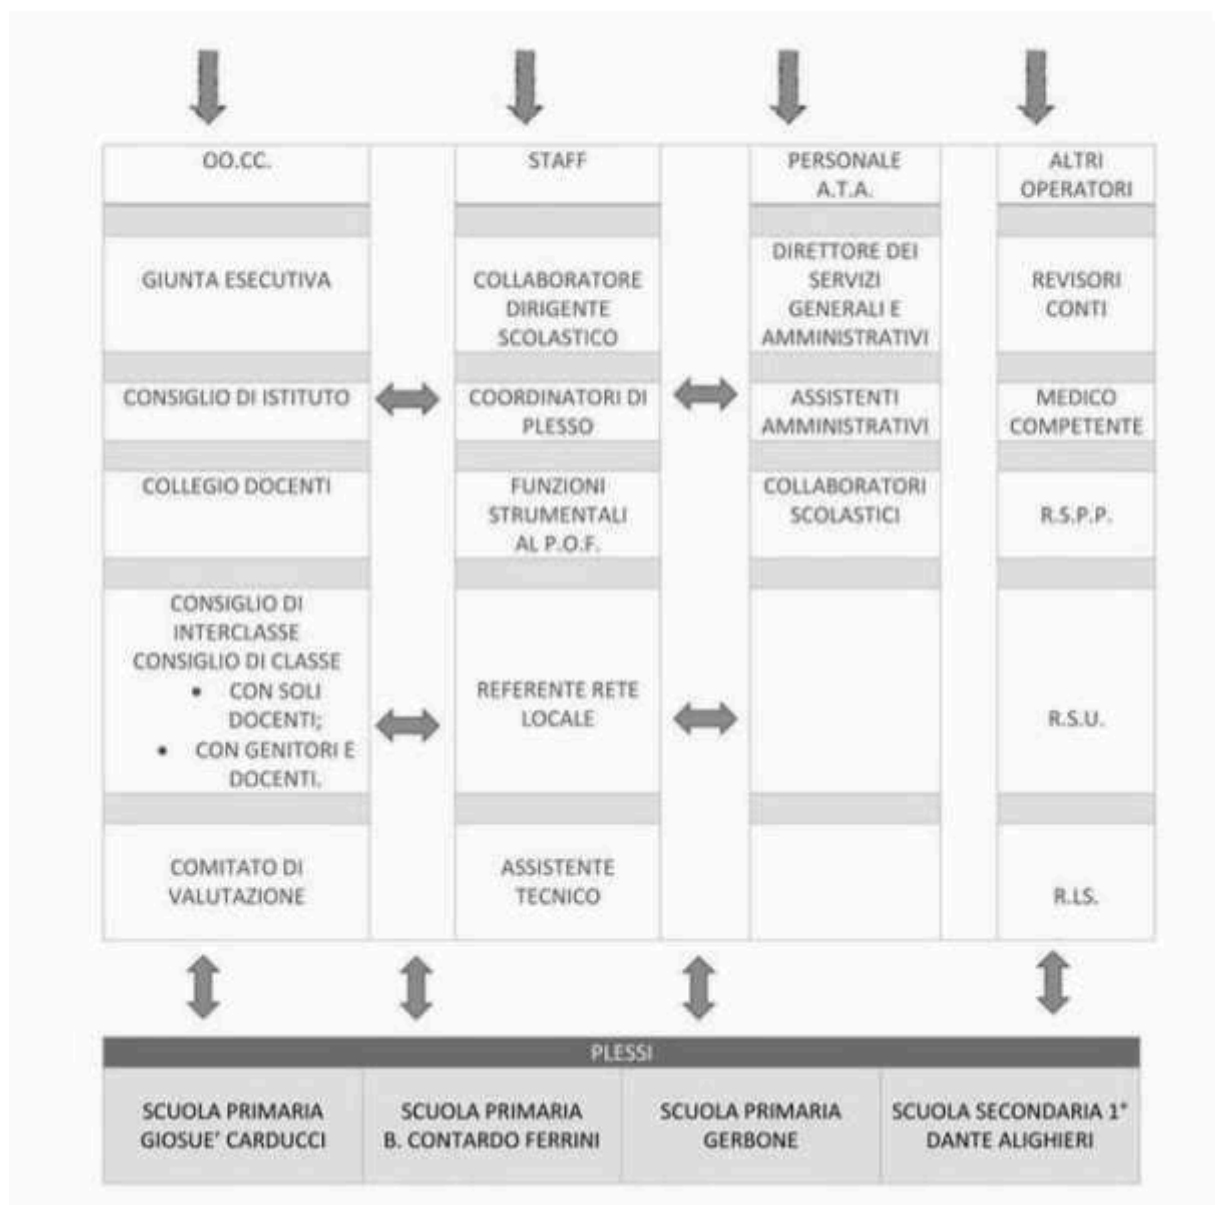 OO.CC.
STAFF
PERSONALE
A.T.A.
ALTRI
OPERATORI
GIUNTA ESECUTIVA
COLLABORATORE
DIRIGENTE
SCOLASTICO
DIRETTORE DEI
SERVIZI
GENERALI E
AMMINISTRATIVI
REVISORI
CONTI
CONSIGLIO DI ISTITUTO
COORDINATORI DI
PLESSO
ASSISTENTI
AMMINISTRATIVI
MEDICO
COMPETENTE
COLLEGIO DOCENTI
FUNZIONI
STRUMENTALI
AL P.O.F.
COLLABORATORI
SCOLASTICI
R.S.P.P.
CONSIGLIO DI
INTERCLASSE
CONSIGLIO DI CLASSE
• CON SOLI
DOCENTI;
• CON GENITORI E
DOCENTI.
REFERENTE RETE
LOCALE
R.S.U.
COMITATO DI
VALUTAZIONE
ASSISTENTE
TECNICO
R.LS.
PLESSI
SCUOLA PRIMARIA
GIOSUE' CARDUCCI
SCUOLA PRIMARIA
B. CONTARDO FERRINI
SCUOLA PRIMARIA
GERBONE
SCUOLA SECONDARIA 1°
DANTE ALIGHIERI